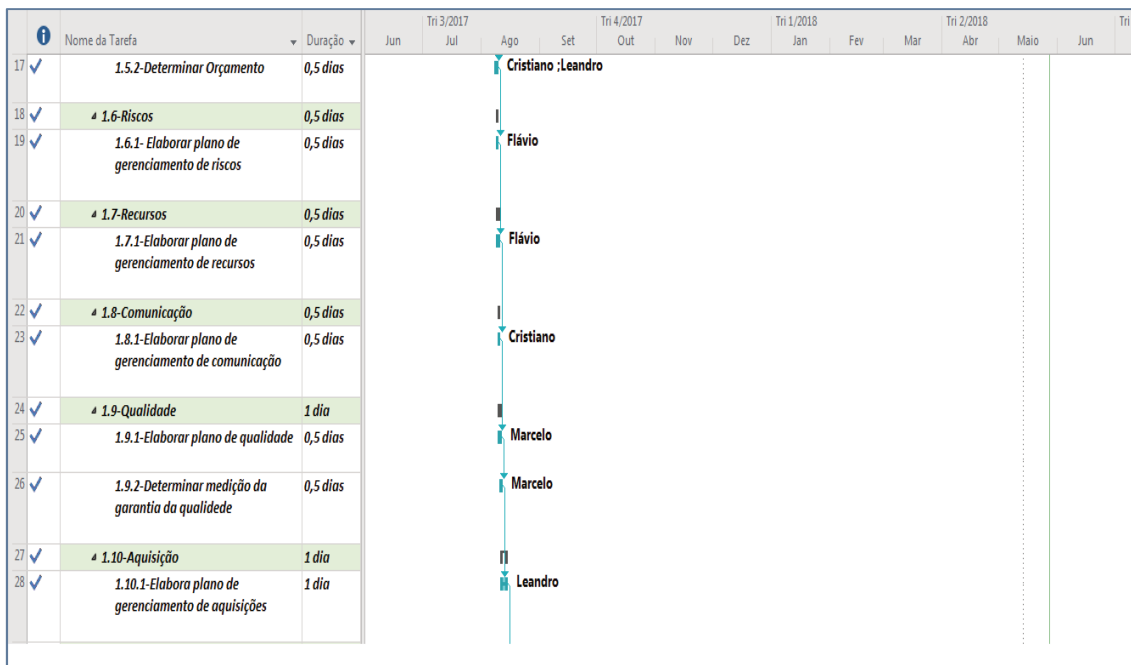 Tri 3/2017 Tri 4/2017 Tri 1/2018 Tri 2/2018 Tri
Nome da Tarefa Duração Jun Jul Ago Set Out Nov Dez Jan Fev Mar Abr Maio Jun
17 1.5.2-Determinar Orçamento 0,5 dias Cristiano ;Leandro
18 1.6-Riscos 0,5 dias
19 1.6.1- Elaborar plano de 0,5 dias Flávio
gerenciamento de riscos
20 1.7-Recursos 0,5 dias
21 1.7.1-Elaborar plano de 0,5 dias Flávio
gerenciamento de recursos
22 1.8-Comunicação 0,5 dias
23 1.8.1-Elaborar plano de 0,5 dias Cristiano
gerenciamento de comunicação
24 1.9-Qualidade 1 dia
25 1.9.1-Elaborar plano de qualidade 0,5 dias Marcelo
26 1.9.2-Determinar medição da 0,5 dias Marcelo
garantia da qualidede
27 1.10-Aquisição 1 dia
28 1.10.1-Elabora plano de 1 dia Leandro
gerenciamento de aquisições